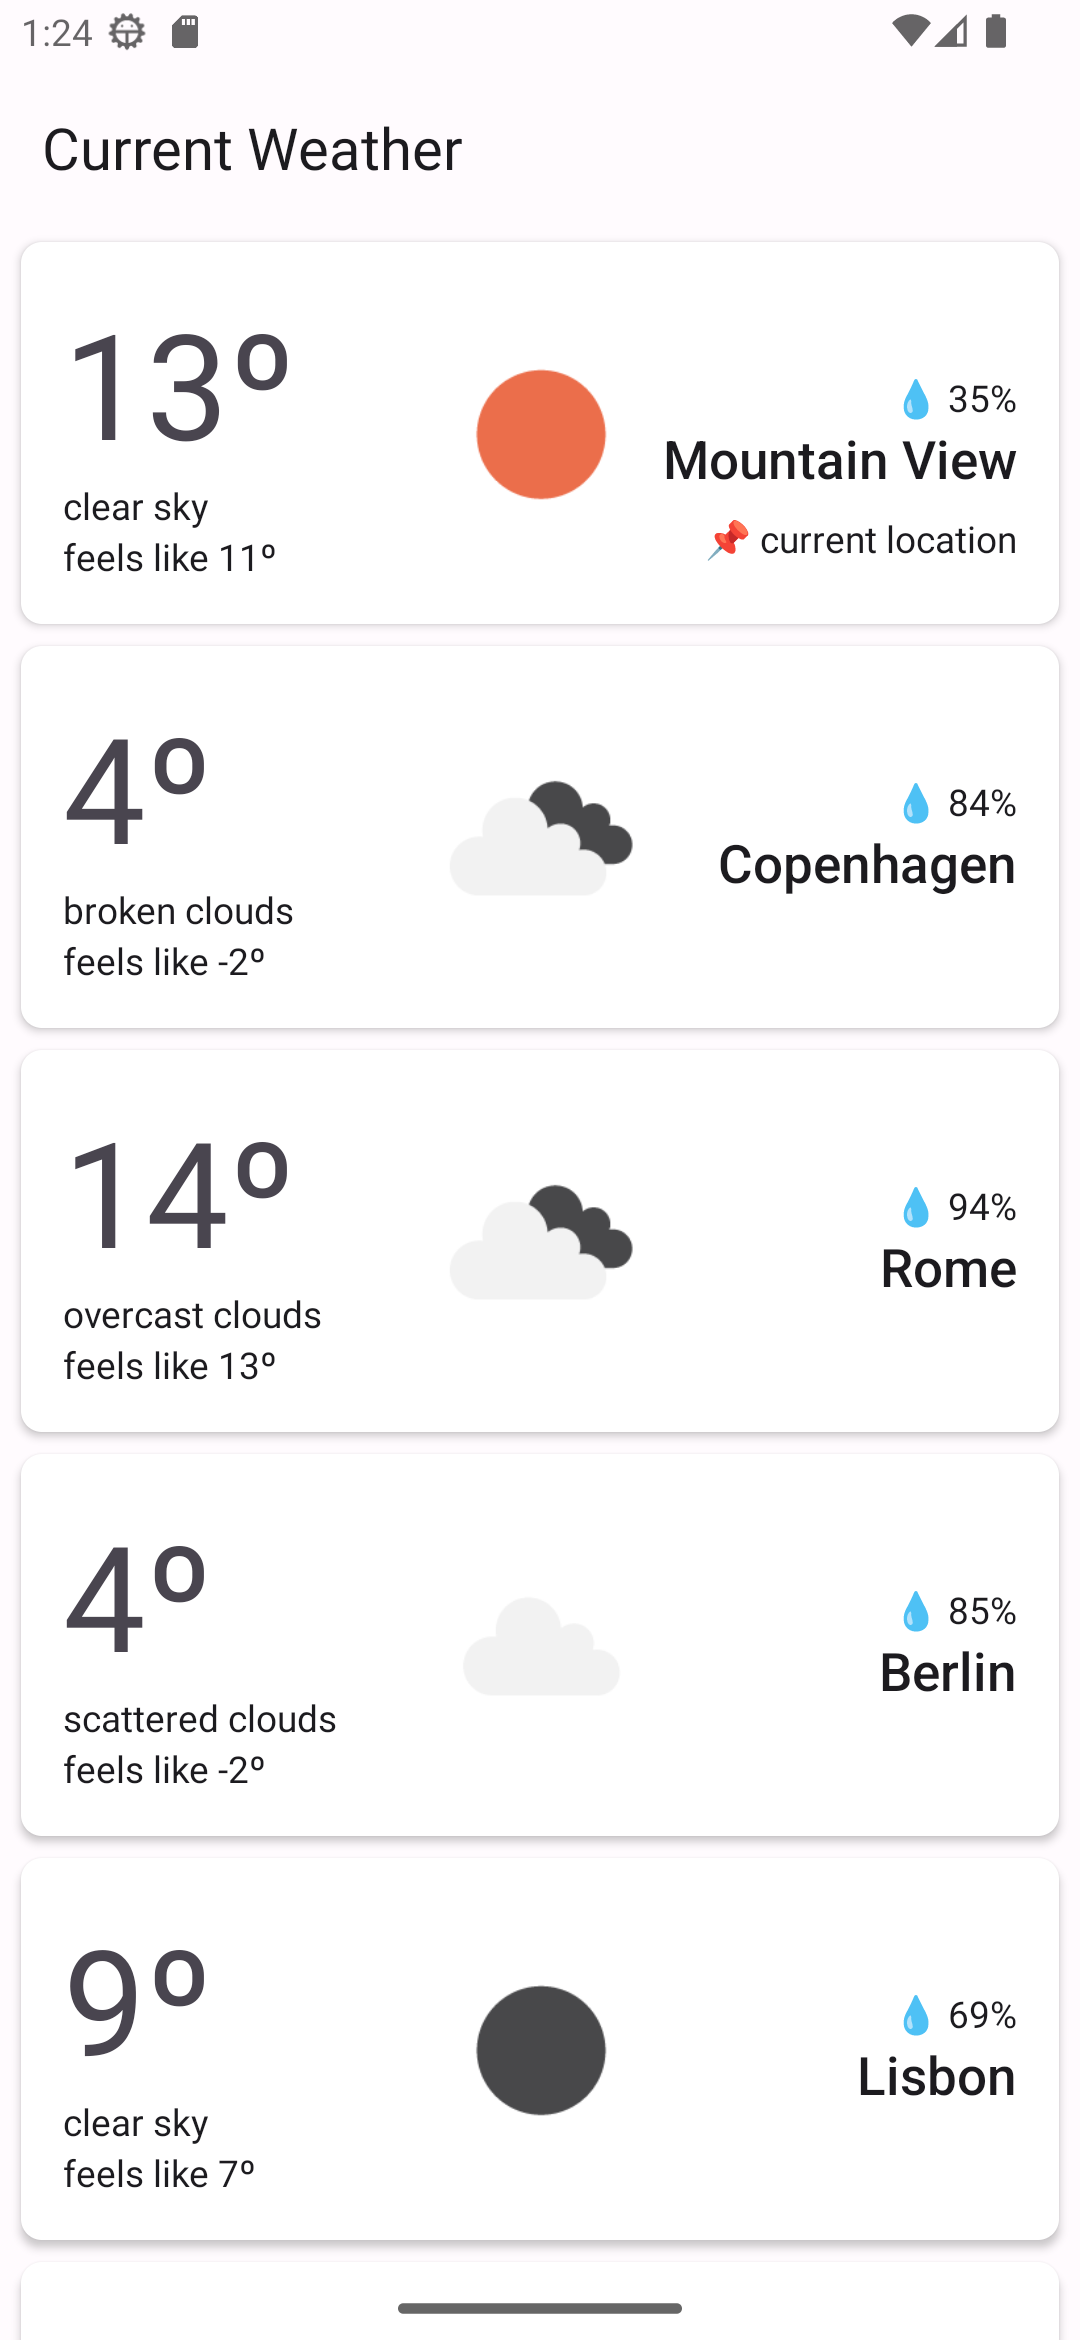 1:24
Current Weather
13º
clear sky
feels like 11º
💧 35%
Mountain View
📌 current location
4º
broken clouds
feels like -2º
💧 84%
Copenhagen
14º
overcast clouds
feels like 13º
💧 94%
Rome
4º
scattered clouds
feels like -2º
💧 85%
Berlin
9º
clear sky
feels like 7º
💧 69%
Lisbon